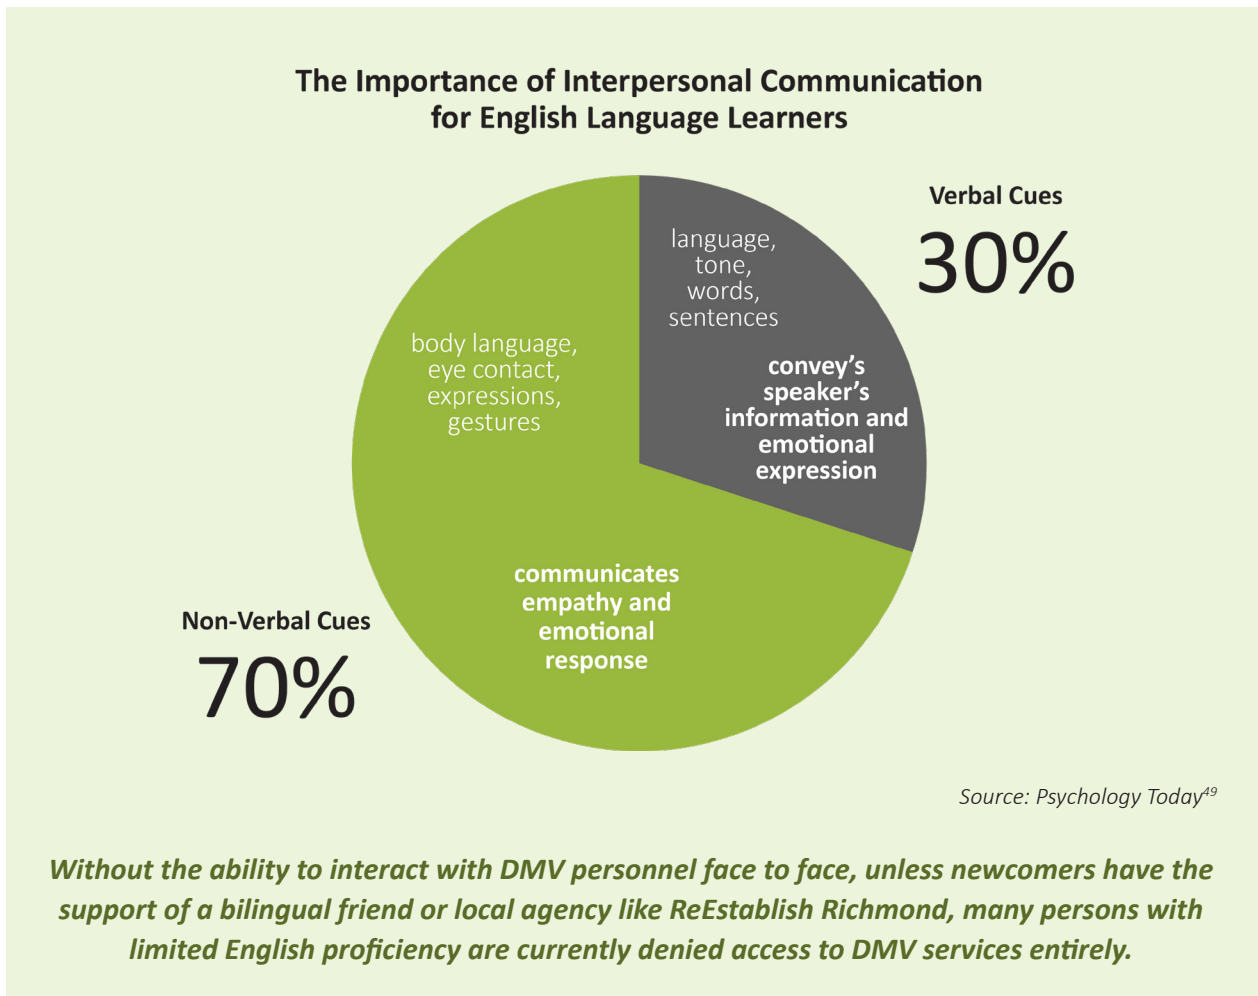 The Importance of Interpersonal Communication
for English Language Learners
Verbal Cues
30%
language,
tone,
words,
sentences
convey's
speaker's
information and
emotional
expression
body language,
eye contact,
expressions,
gestures
communicates
empathy and
emotional
response
Non-Verbal Cues
70%
Source: Psychology Today49
Without the ability to interact with DMV personnel face to face, unless newcomers have the
support of a bilingual friend or local agency like ReEstablish Richmond, many persons with
limited English proficiency are currently denied access to DMV services entirely.